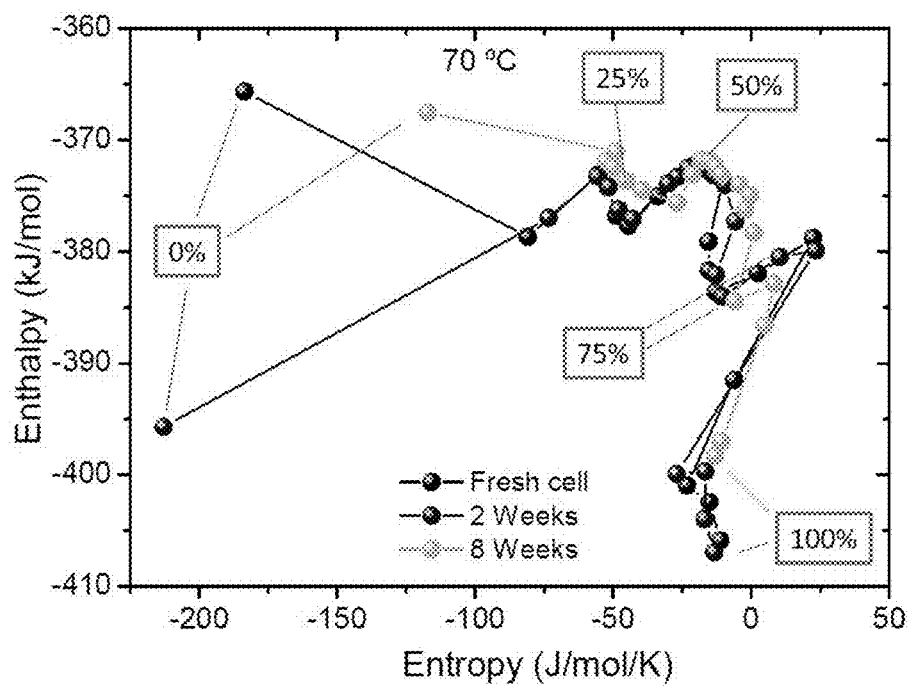 -360
-370
-380
-390
-400
-410
Enthalpy (kJ/mol)
70 ºC
25%
50%
0%
75%
100%
Fresh cell
2 Weeks
8 Weeks
-200
-150
-100
-50
0
50
Entropy (J/mol/K)